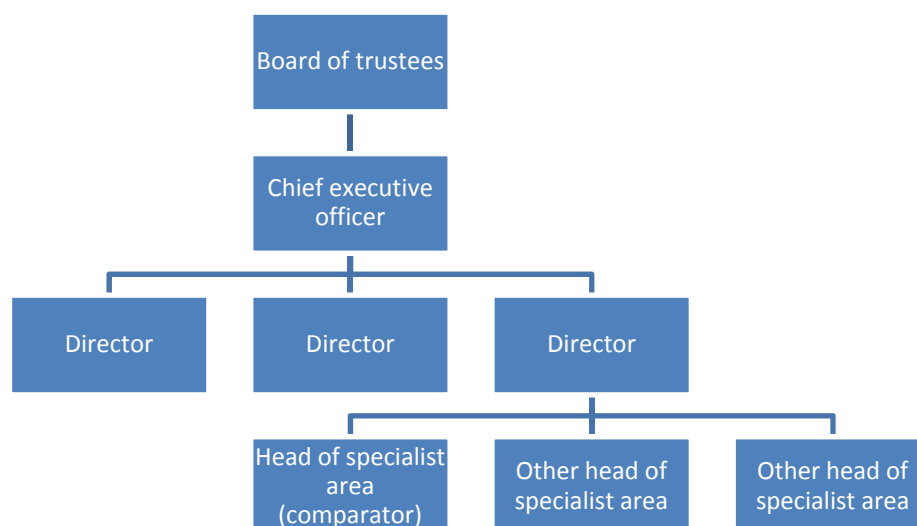 Board of trustees
Chief executive
officer
Director
Director
Director
Head of specialist
area
(comparator)
Other head of
specialist area
Other head of
specialist area